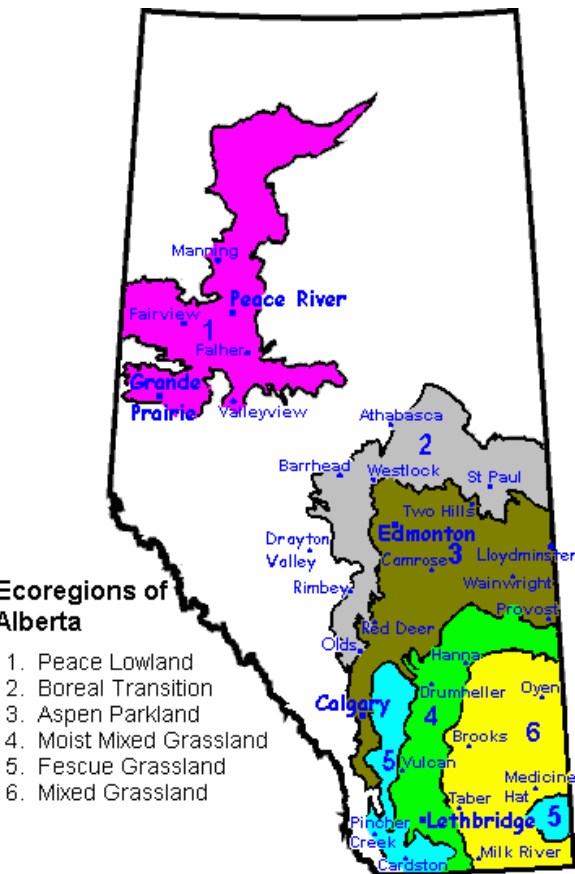 Manning
Peace River
Fairview
1
Falher
Grande
Prairie
Valleyview
Athabasca
2
Barrhead
Westlock
St Paul
Two Hills
Edmonton
Drayton
Valley
Camrose
3
Lloydminster
Wainwright
Rimbey
Provost
Red Deer
Olds
Hanna
Drumheller
Oyen
Calgary
4
6
Brooks
5
Vulcan
Medicine
Hat
Taber
Lethbridge
5
Pincher
Creek
Cardston
Milk River
Ecoregions of
Alberta
1. Peace Lowland
2. Boreal Transition
3. Aspen Parkland
4. Moist Mixed Grassland
5. Fescue Grassland
6. Mixed Grassland